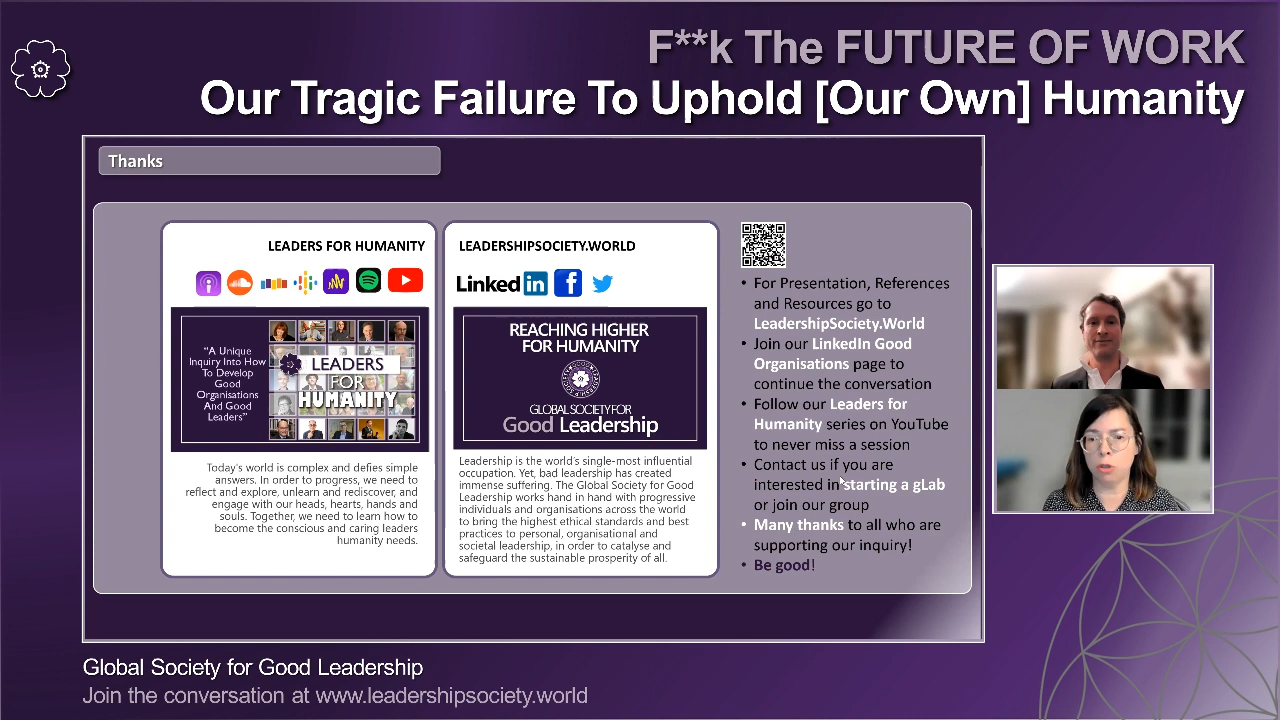 F**k The FUTURE OF WORK
Our Tragic Failure To Uphold [Our Own] Humanity
Thanks
LEADERS FOR HUMANITY
"A Unique
Inquiry Into How
To Develop
Good
Organisations
And Good
Leaders"
LEADERS
FOR
HUMANITY
Today's world is complex and defies simple
answers. In order to progress, we need to
reflect and explore, unlearn and rediscover, and
engage with our heads, hearts, hands and
souls. Together, we need to learn how to
become the conscious and caring leaders
humanity needs.
LEADERSHIPSOCIETY.WORLD
Linked in
REACHING HIGHER
FOR HUMANITY
GLOBAL SOCIETY FOR
Good Leadership
Leadership is the world's single-most influential
occupation. Yet, bad leadership has created
immense suffering. The Global Society for Good
Leadership works hand in hand with progressive
individuals and organisations across the world
to bring the highest ethical standards and best
practices to personal, organisational and
societal leadership, in order to catalyse and
safeguard the sustainable prosperity of all.
• For Presentation, References
and Resources go to
LeadershipSociety.World
• Join our LinkedIn Good
Organisations page to
continue the conversation
• Follow our Leaders for
Humanity series on YouTube
to never miss a session
• Contact us if you are
interested in starting a gLab
or join our group
• Many thanks to all who are
supporting our inquiry!
• Be good!
Global Society for Good Leadership
Join the conversation at www.leadershipsociety.world